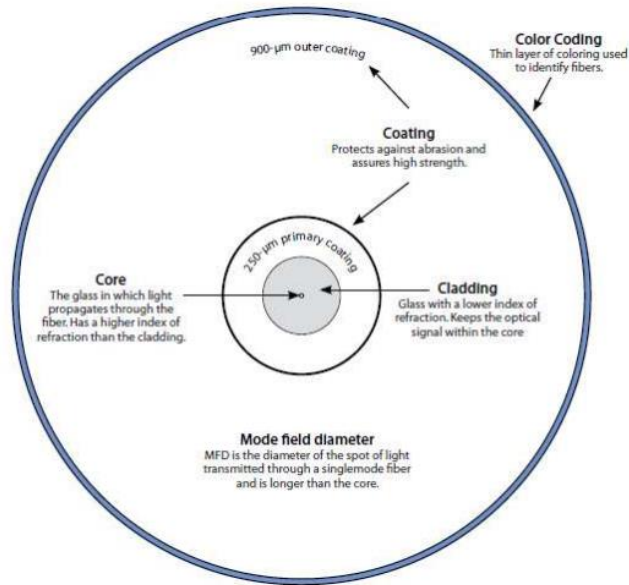 900-µm outer coating
Color Coding
Thin layer of coloring used
to identify fibers.
Coating
Protects against abrasion and
assures high strength.
250-µm primary coating
Core
The glass in which light
propagates through the
fiber. Has a higher index of
refraction than the cladding.
Cladding
Glass with a lower index of
refraction. Keeps the optical
signal within the core
Mode field diameter
MFD is the diameter of the spot of light
transmitted through a singlemode fiber
and is longer than the core.